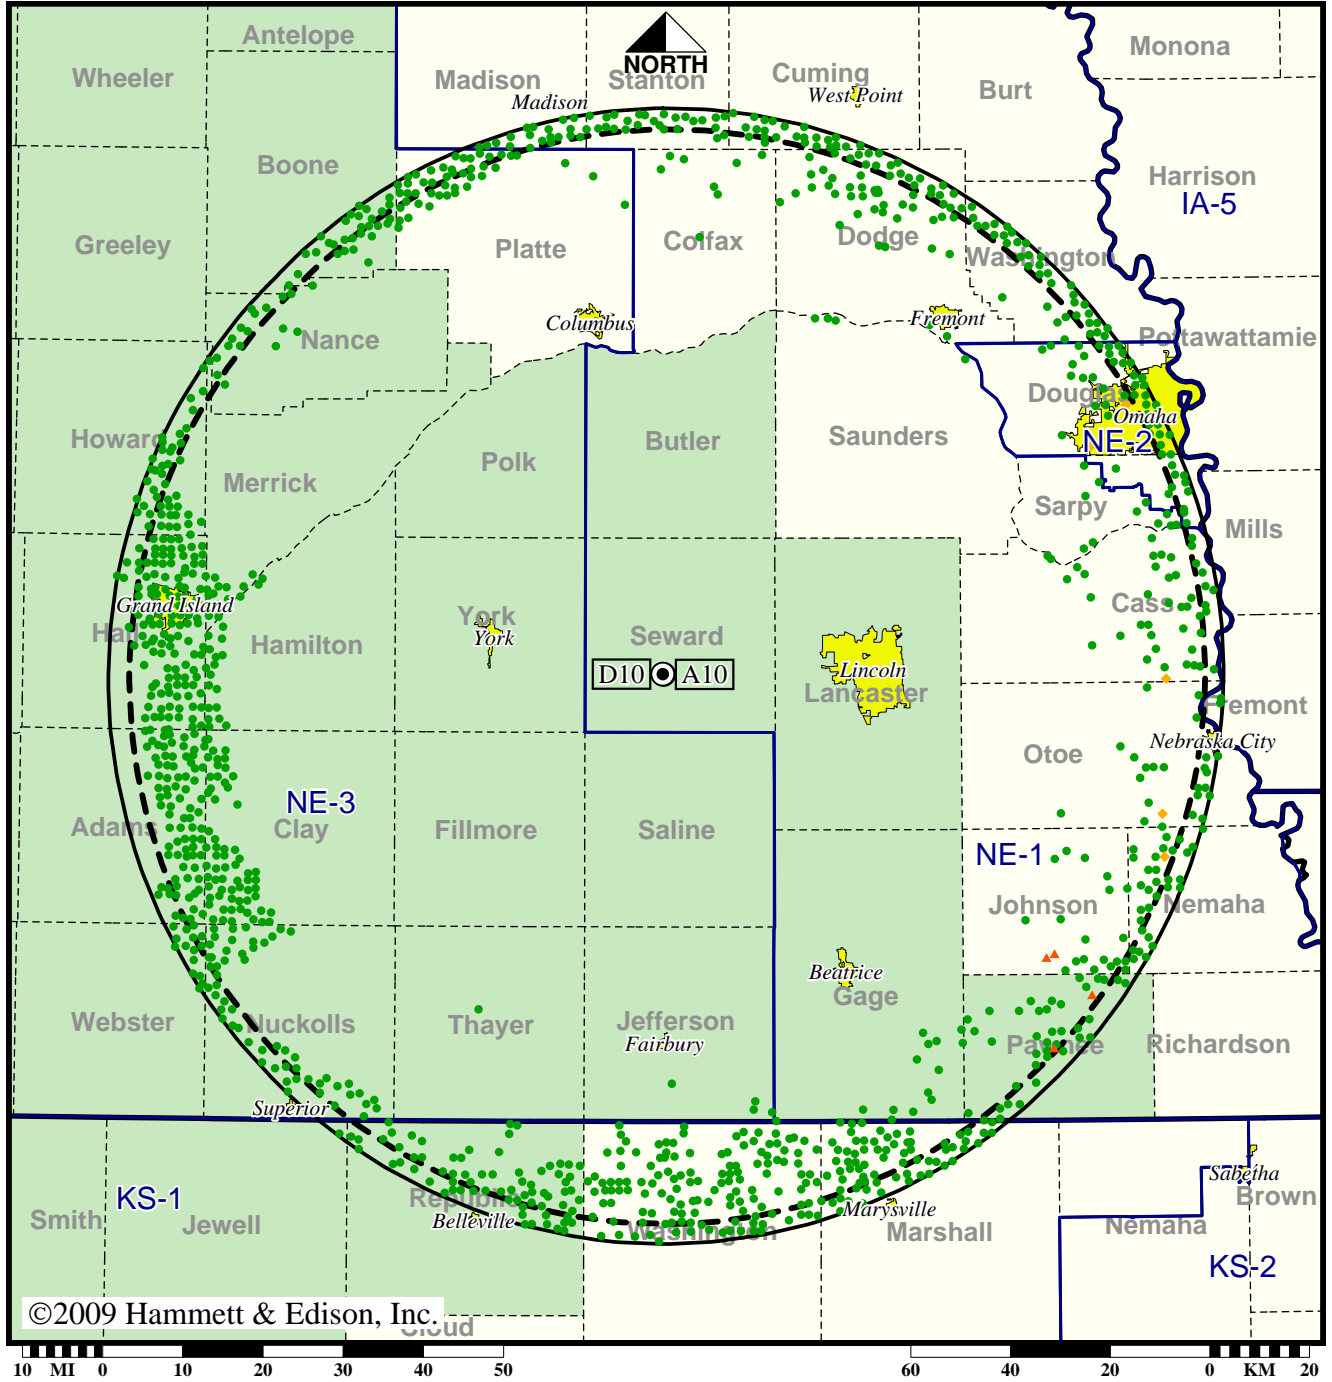 Antelope
Monona
Wheeler
Madison
Stanton
Cuming
Burt
NORTH
Madison
West Point
Boone
Harrison
IA-5
Greeley
Platte
Colfax
Dodge
Washington
Columbus
Fremont
Nance
Pottawattamie
Douglas
Omaha
Howard
Butler
Saunders
NE-2
Polk
Merrick
Sarpy
Mills
Grand Island
Cass
York
Hall
Hamilton
York
Seward
D10
A10
Lincoln
Lancaster
Fremont
Nebraska City
Otoe
NE-3
Adams
Clay
Fillmore
Saline
NE-1
Johnson
Nemaha
Beatrice
Gage
Webster
Nuckolls
Thayer
Jefferson
Fairbury
Pawnee
Richardson
Superior
KS-1
Republic
Sabetha
Brown
Smith
Jewell
Belleville
Washington
Marysville
Marshall
Nemaha
KS-2
©2009 Hammett & Edison, Inc.
Cloud
10 MI 0 10 20 30 40 50
60 40 20 0 KM 20